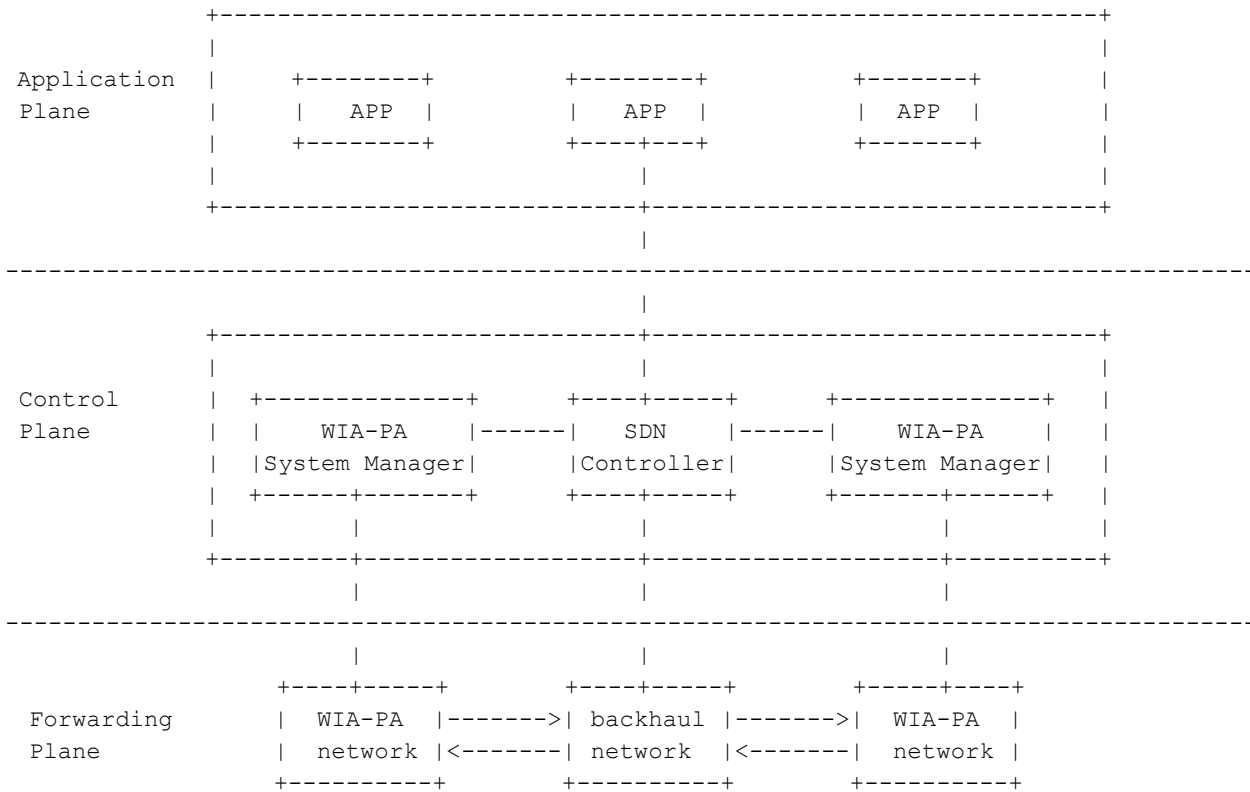 Application
Plane
APP APP APP
Control
Plane
WIA-PA SDN WIA-PA
System Manager Controller System Manager
Forwarding
Plane
WIA-PA backhaul WIA-PA
network network network